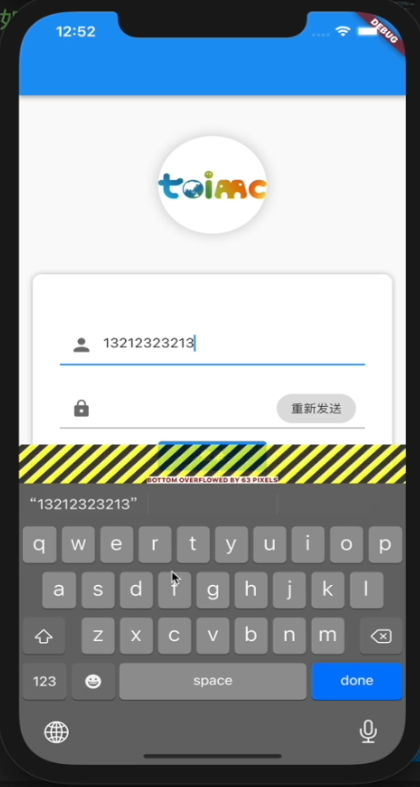 12:52
DEBUG
toimc
13212323213
重新发送
BOTTOM OVERFLOWED BY 63 PIXELS
“13212323213”
q w e r t y u i o p
a s d f g h j k l
z x c v b n m
123 space done